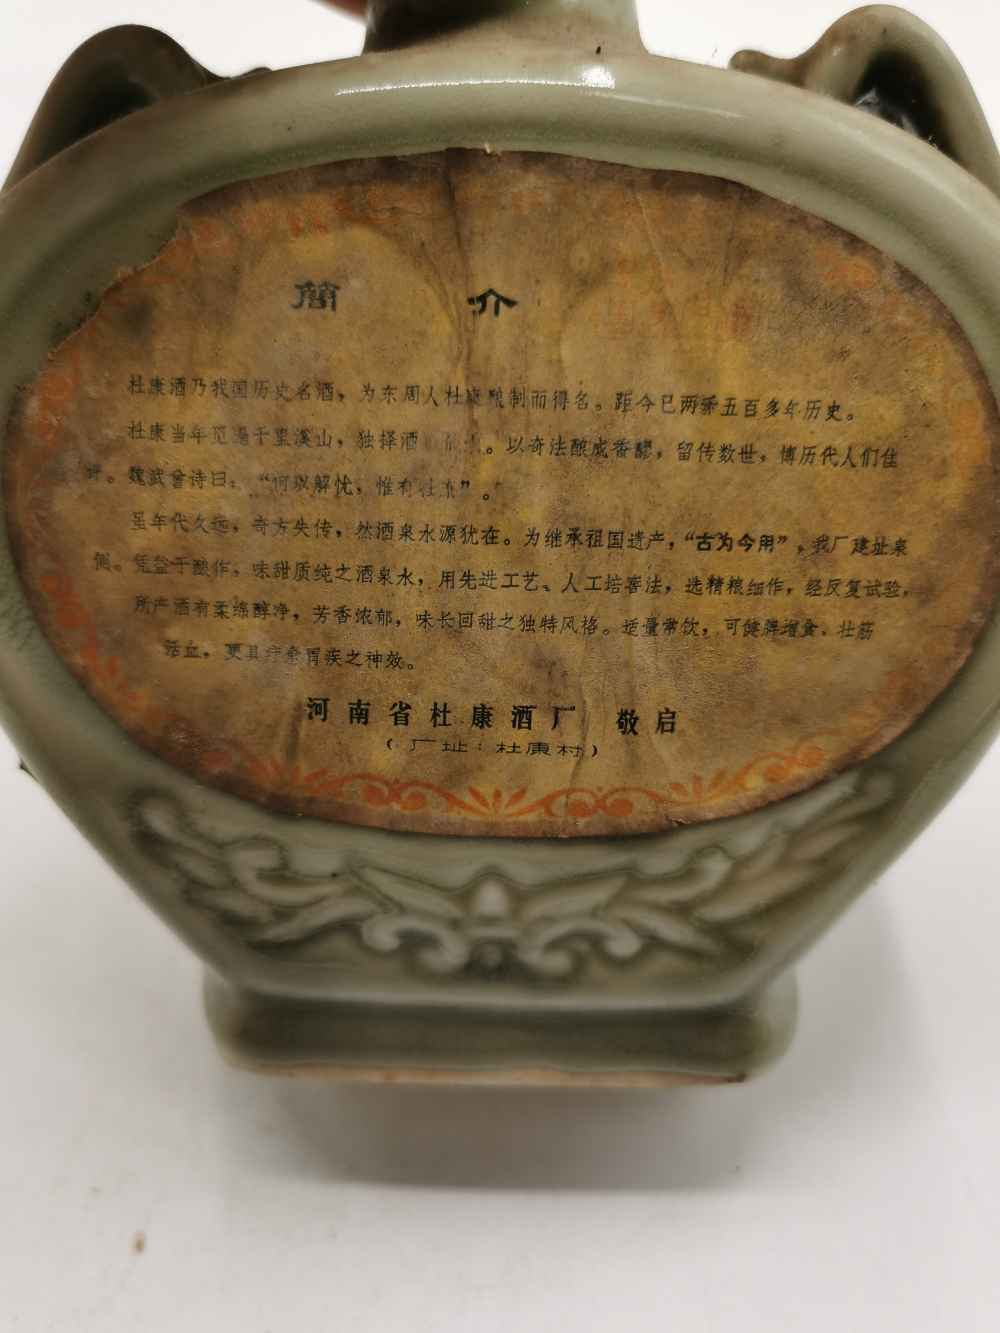 簡 介
杜康酒乃我国历史名酒，为东周人杜康酿制而得名。距今已两千五百多年历史。
杜康当年觅遍千里溪山，独择酒。以奇法酿成香醪，留传数世，博历代人们佳
评。魏武曾诗曰：“何以解忧，惟有杜康”。
年代久远，奇方失传，然酒泉水源犹在。为继承祖国遗产，“古为今用”，我厂建址泉
侧。酿作，味甜质纯之酒泉水，用先进工艺、人工培窖法，选精粮细作，经反复试验，
所产酒有柔绵醇净，芳香浓郁，味长回甜之独特风格。适量常饮，可健脾增食、壮筋
活血，更具胃疾之神效。
河南省杜康酒厂 敬启
（厂址：杜康村）